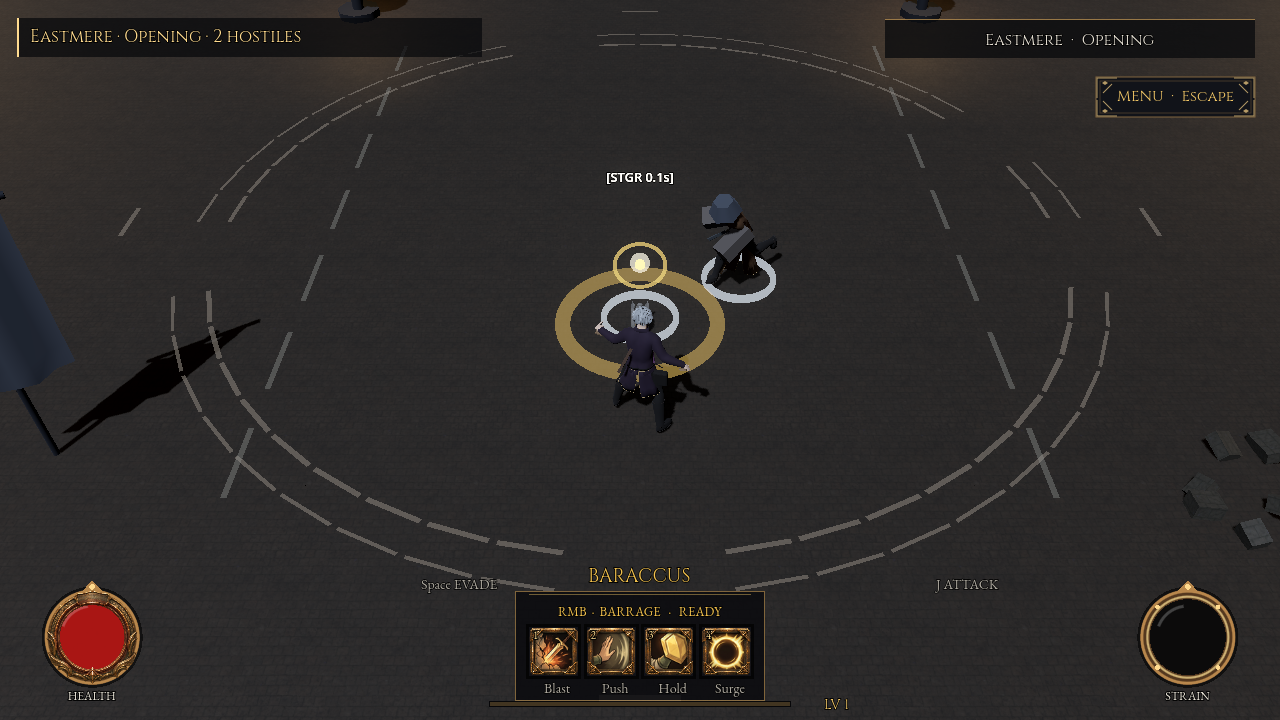 Eastmere · Opening · 2 hostiles
Eastmere · Opening
MENU · Escape
[STGR 0.1s]
Space EVADE
BARACCUS
J ATTACK
RMB · BARRAGE · READY
1 2 3 4
Blast Push Hold Surge
HEALTH
STRAIN
LV 1